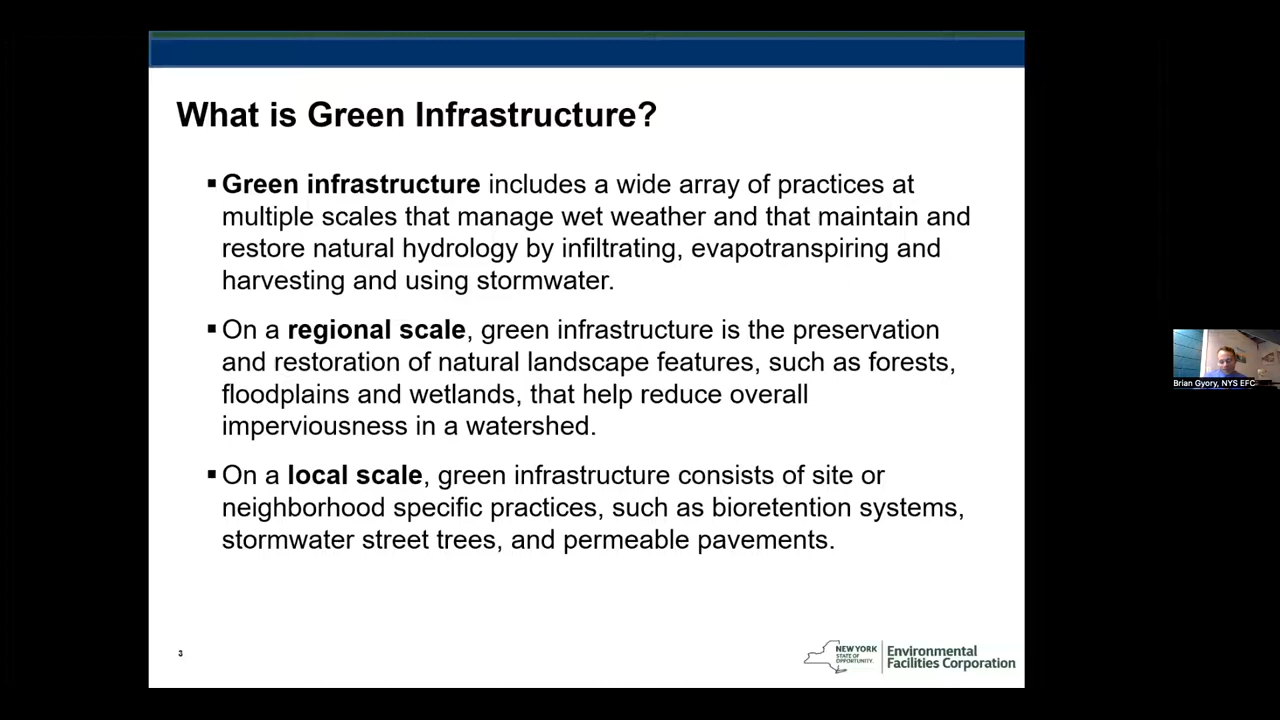 What is Green Infrastructure?
▪Green infrastructure includes a wide array of practices at
multiple scales that manage wet weather and that maintain and
restore natural hydrology by infiltrating, evapotranspiring and
harvesting and using stormwater.
▪On a regional scale, green infrastructure is the preservation
and restoration of natural landscape features, such as forests,
floodplains and wetlands, that help reduce overall
imperviousness in a watershed.
▪On a local scale, green infrastructure consists of site or
neighborhood specific practices, such as bioretention systems,
stormwater street trees, and permeable pavements.
3
NEW YORK
STATE OF
OPPORTUNITY.
Environmental
Facilities Corporation
Brian Gyory, NYS EFC